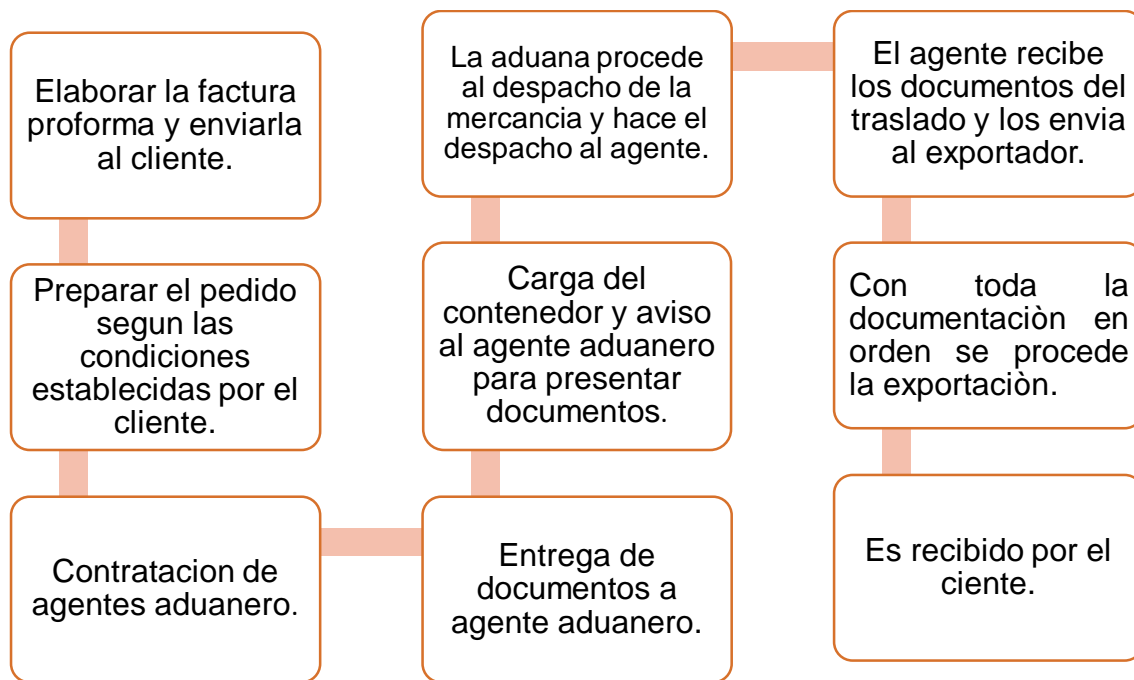 Elaborar la factura
proforma y enviarla
al cliente.
Preparar el pedido
segun las
condiciones
establecidas por el
cliente.
Contratacion de
agentes aduanero.
Entrega de
documentos a
agente aduanero.
Carga del
contenedor y aviso
al agente aduanero
para presentar
documentos.
La aduana procede
al despacho de la
mercancia y hace el
despacho al agente.
El agente recibe
los documentos del
traslado y los envia
al exportador.
Con toda la
documentaciòn en
orden se procede
la exportaciòn.
Es recibido por el
ciente.